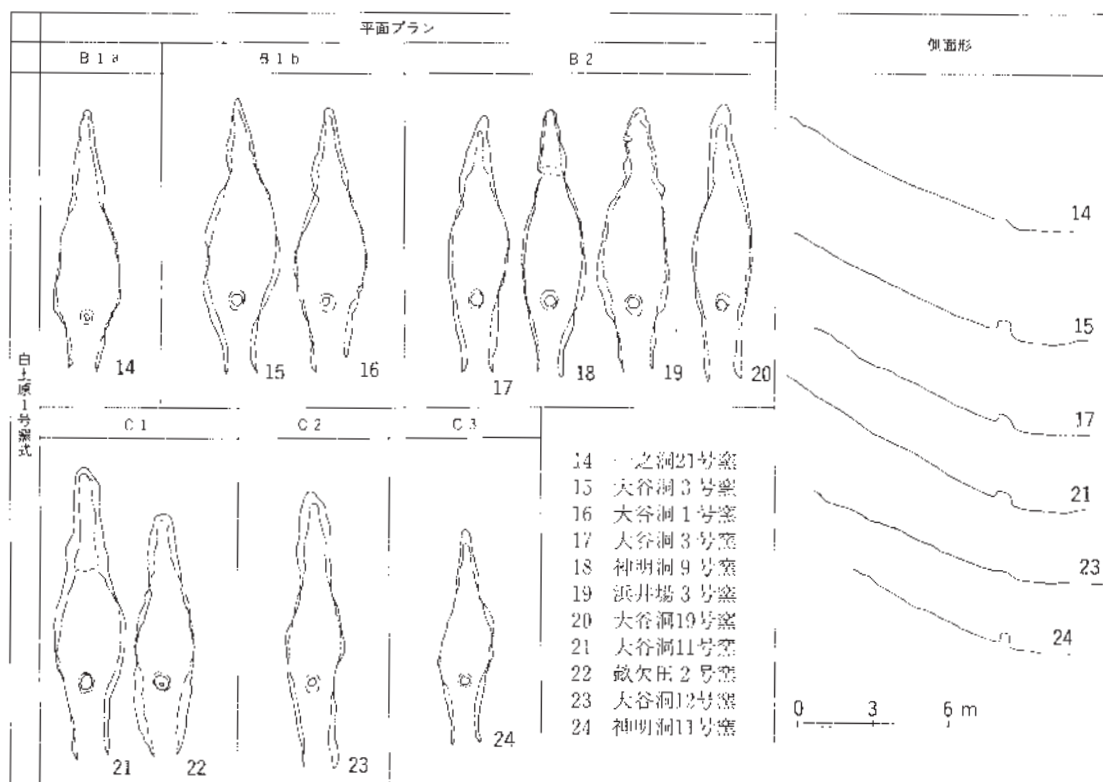 平面プラン
側面形
B1a
B1b
B2
白土原1号窯式
14
15
16
17
18
19
20
C1
C2
C3
21
22
23
24
14 一之洞21号窯
15 大谷洞3号窯
16 大谷洞1号窯
17 大谷洞3号窯
18 神明洞9号窯
19 浜井場3号窯
20 大谷洞19号窯
21 大谷洞11号窯
22 2号窯
23 大谷洞12号窯
24 神明洞11号窯
14
15
17
21
23
24
0 3 6 m